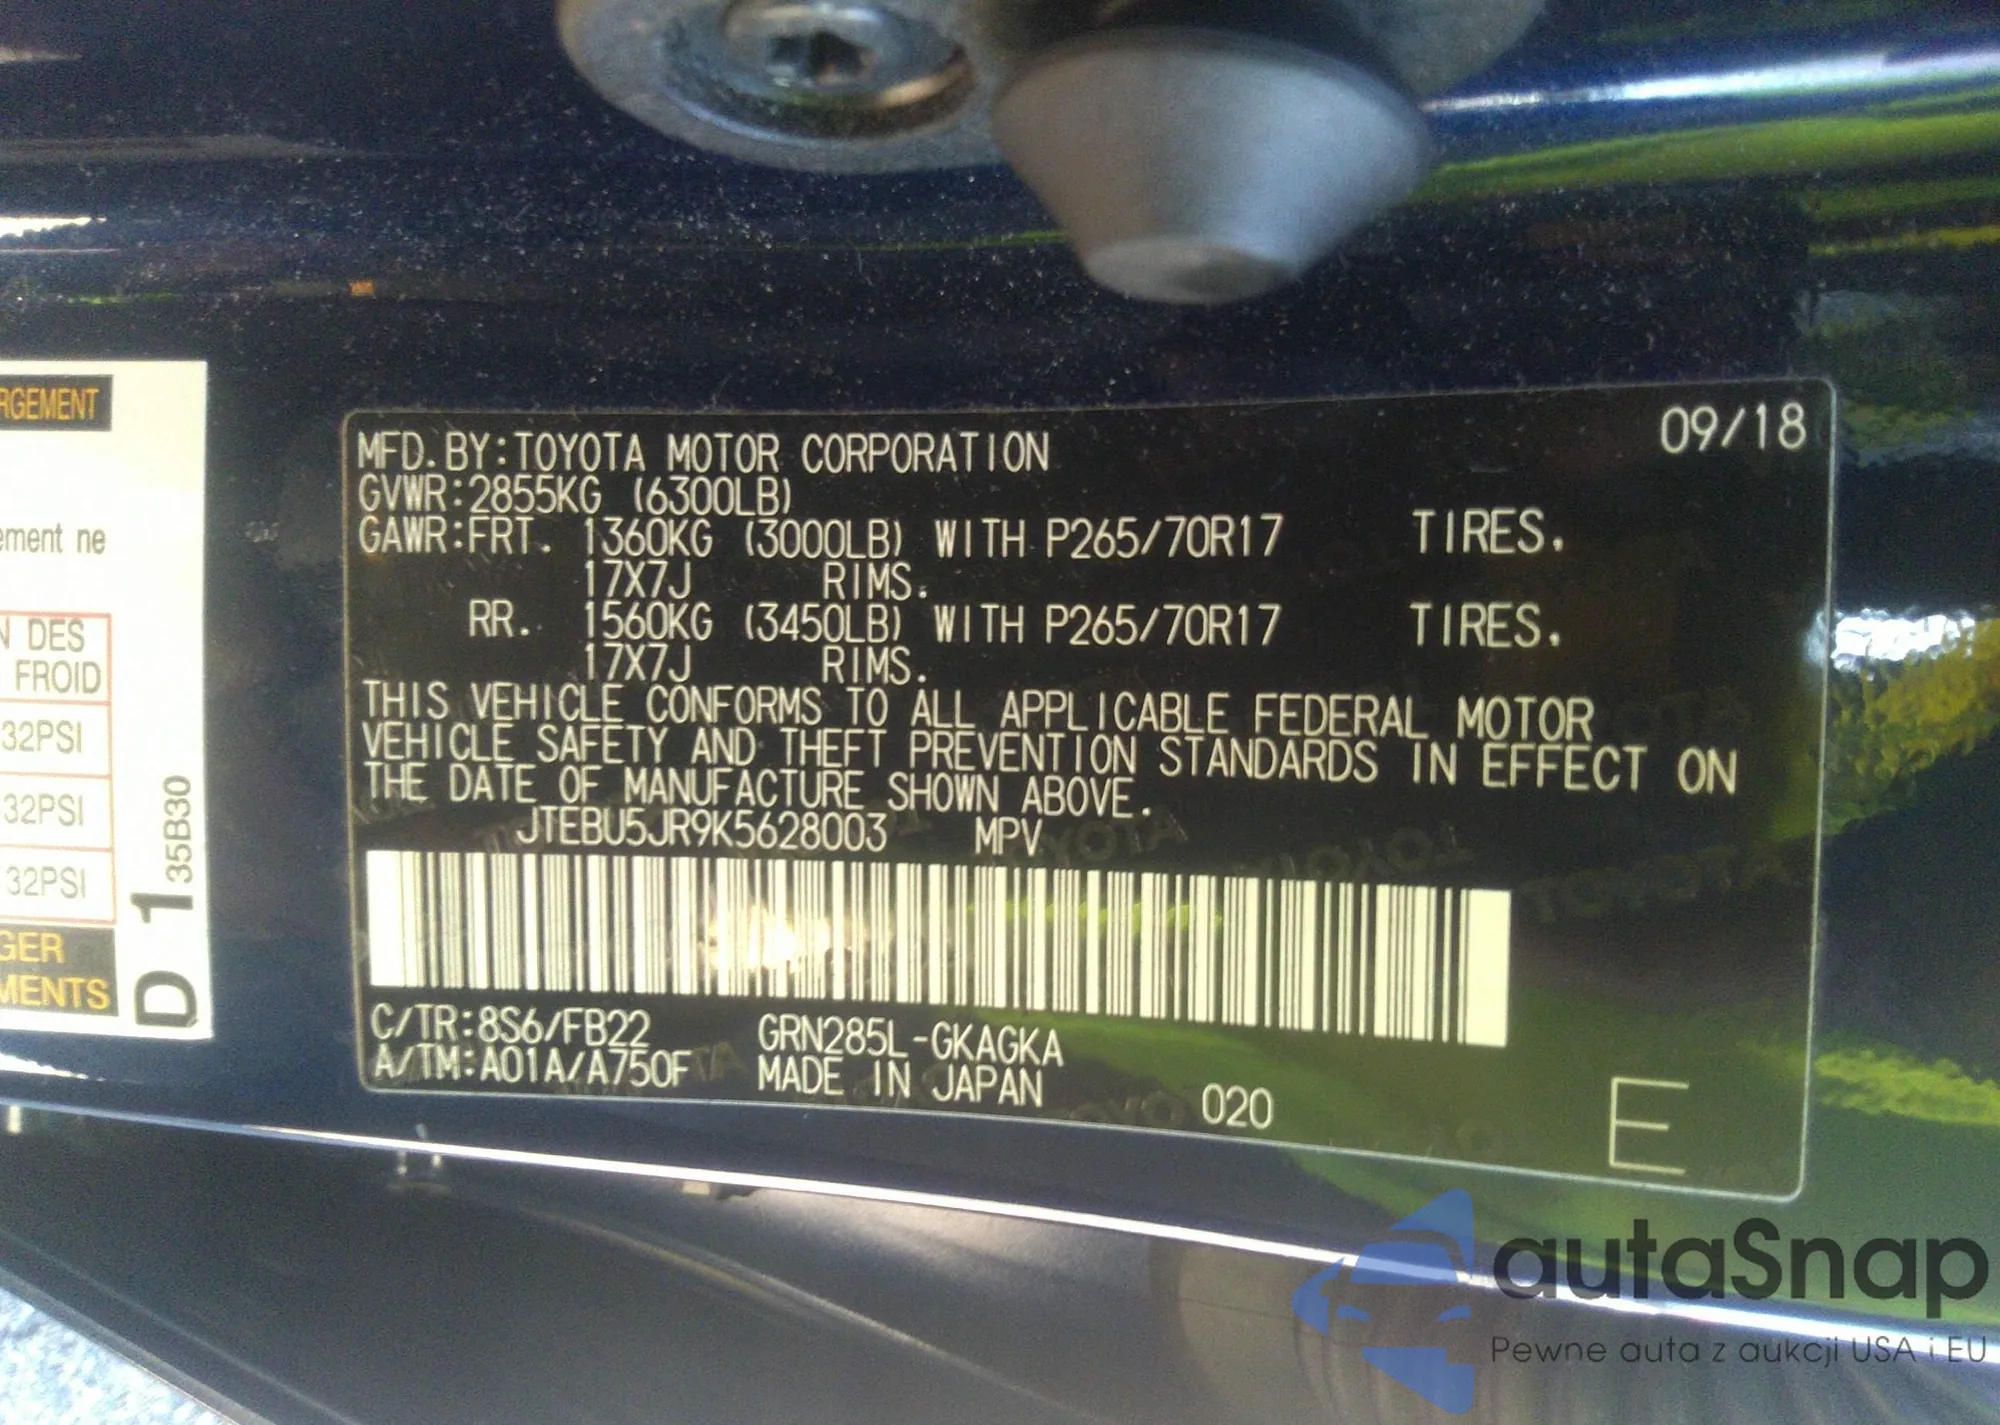 RGEMENT
ement ne
N DES
FROID
32PSI
32PSI
32PSI
GER
MENTS
D 1 35B30
09/18
MFD.BY:TOYOTA MOTOR CORPORATION
GVWR:2855KG (6300LB)
GAWR:FRT. 1360KG (3000LB) WITH P265/70R17 TIRES.
17X7J RIMS.
RR. 1560KG (3450LB) WITH P265/70R17 TIRES.
17X7J RIMS.
THIS VEHICLE CONFORMS TO ALL APPLICABLE FEDERAL MOTOR
VEHICLE SAFETY AND THEFT PREVENTION STANDARDS IN EFFECT ON
THE DATE OF MANUFACTURE SHOWN ABOVE.
JTEBU5JR9K5628003 MPV
C/TR:8S6/FB22 GRN285L-GKAGKA
A/TM:A01A/A750F MADE IN JAPAN
020
E
autaSnap
Pewne auta z aukcji USA i EU